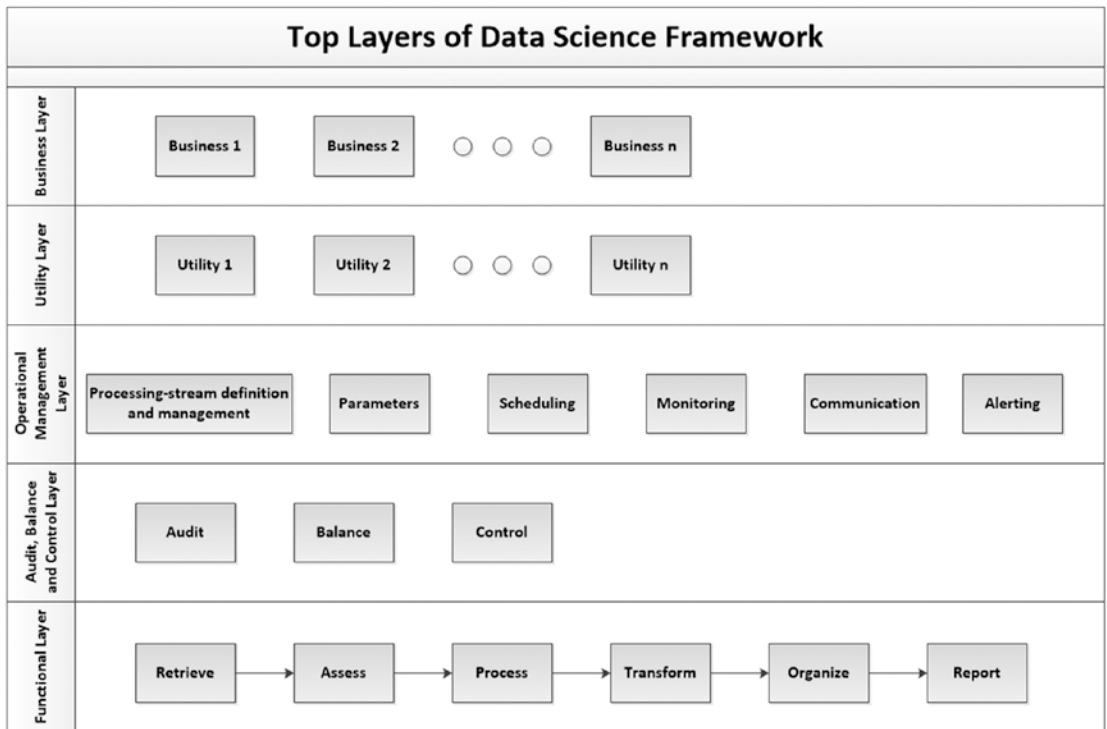 Top Layers of Data Science Framework
Business Layer
Business 1
Business 2
Business n
Utility Layer
Utility 1
Utility 2
Utility n
Operational
Management
Layer
Processing-stream definition
and management
Parameters
Scheduling
Monitoring
Communication
Alerting
Audit, Balance
and Control Layer
Audit
Balance
Control
Functional Layer
Retrieve
Assess
Process
Transform
Organize
Report